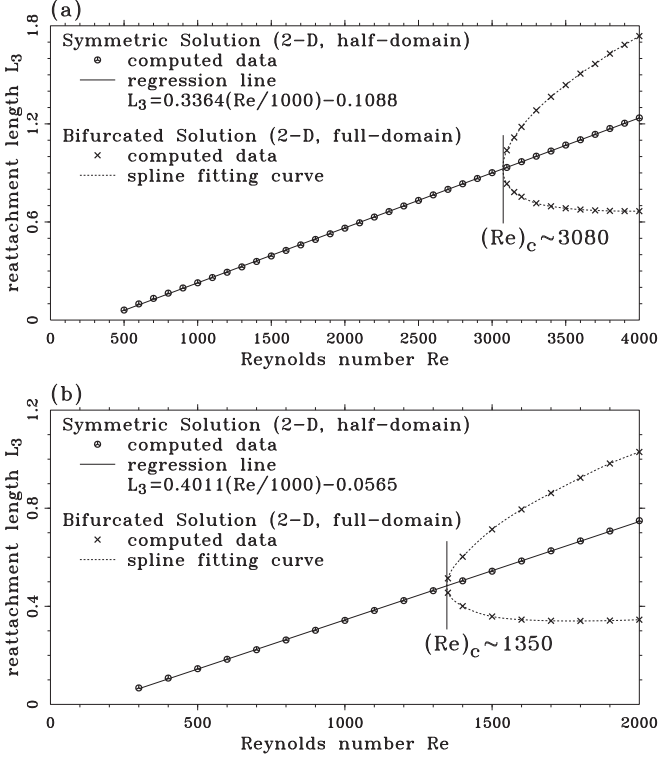 (a)
Symmetric Solution (2-D, half-domain)
computed data
regression line
L₃=0.3364(Re/1000)−0.1088
Bifurcated Solution (2-D, full-domain)
computed data
spline fitting curve
(Re)c~3080
reattachment length L₃
1.8
1.2
0.6
0
0 500 1000 1500 2000 2500 3000 3500 4000
Reynolds number Re
(b)
Symmetric Solution (2-D, half-domain)
computed data
regression line
L₃=0.4011(Re/1000)−0.0565
Bifurcated Solution (2-D, full-domain)
computed data
spline fitting curve
(Re)c~1350
reattachment length L₃
1.2
0.8
0.4
0
0 500 1000 1500 2000
Reynolds number Re